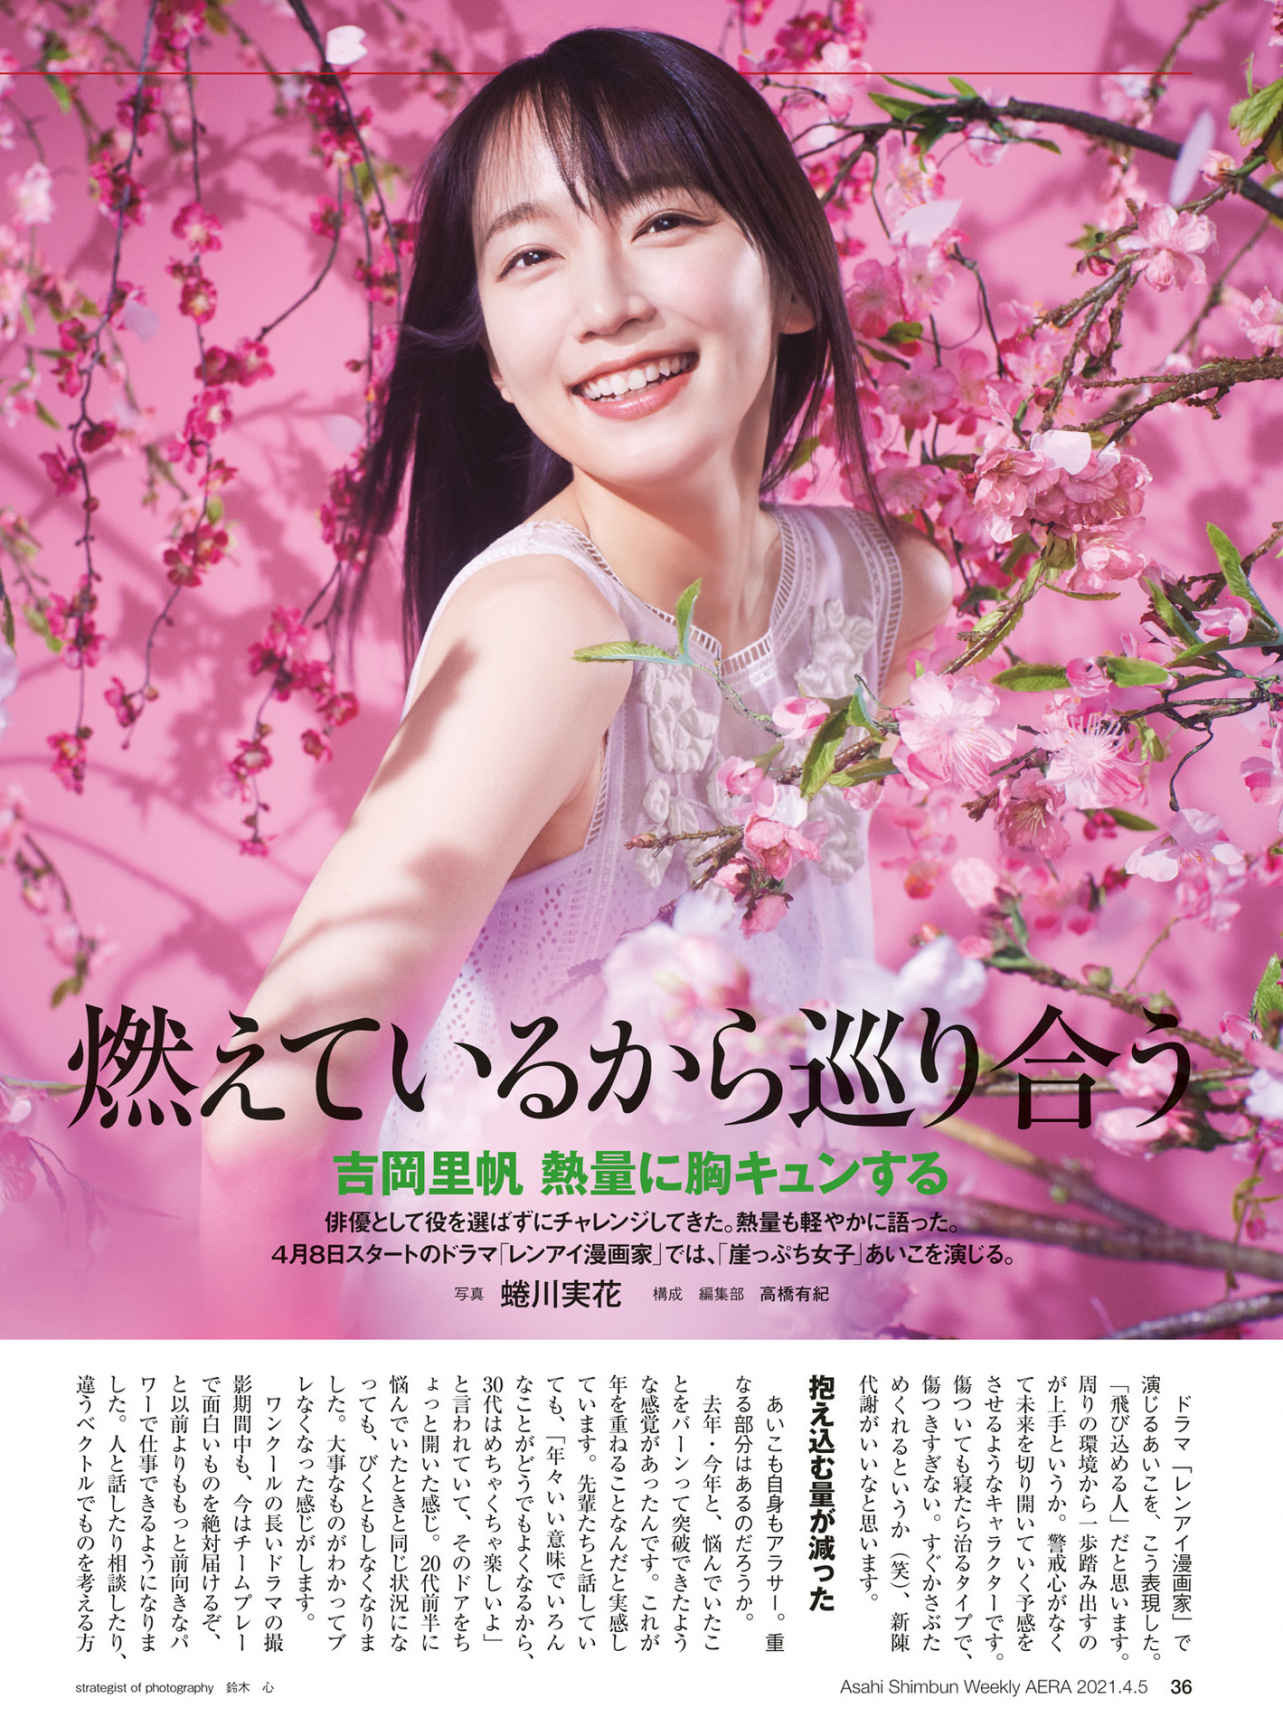 燃えているから巡り合う
吉岡里帆 熱量に胸キュンする
俳優として役を選ばずにチャレンジしてきた。熱量も軽やかに語った。
4月8日スタートのドラマ「レンアイ漫画家」では、「崖っぷち女子」あいこを演じる。
写真 蜷川実花 構成 編集部 高橋有紀
ドラマ「レンアイ漫画家」で
演じるあいこを、こう表現した。
「飛び込める人」だと思います。
周りの環境から一歩踏み出すの
が上手というか。警戒心がなく
て未来を切り開いていく予感を
させるようなキャラクターです。
傷ついても寝たら治るタイプで、
傷つきすぎない。すぐかさぶた
めくれるというか（笑）、新陳
代謝がいいなと思います。
抱え込む量が減った
あいこも自身もアラサー。重
なる部分はあるのだろうか。
去年・今年と、悩んでいたこ
とをバーンって突破できたよう
な感覚があったんです。これが
年を重ねることなんだと実感し
ています。先輩たちと話してい
ても、「年々いい意味でいろん
なことがどうでもよくなるから、
30代はめちゃくちゃ楽しいよ」
と言われていて、そのドアをち
ょっと開いた感じ。20代前半に
悩んでいたときと同じ状況にな
っても、びくともしなくなりま
した。大事なものがわかってブ
レなくなった感じがします。
ワンクールの長いドラマの撮
影期間中も、今はチームプレー
で面白いものを絶対届けるぞ、
と以前よりももっと前向きなパ
ワーで仕事できるようになりま
した。人と話したり相談したり、
違うベクトルでものを考える方
strategist of photography 鈴木 心
Asahi Shimbun Weekly AERA 2021.4.5 36